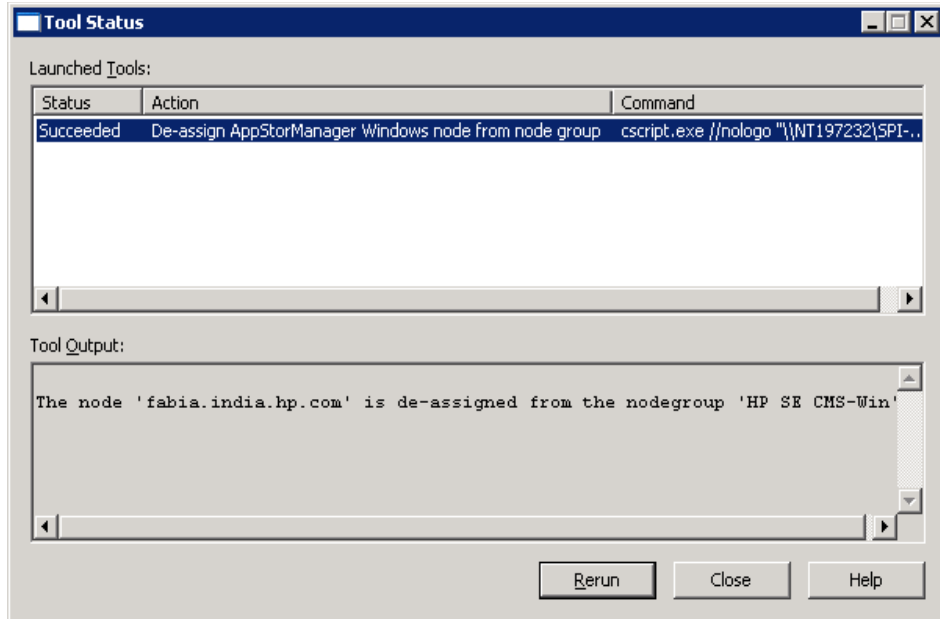 Tool Status
Launched Tools:
Status Action Command
Succeeded De-assign AppStorManager Windows node from node group cscript.exe //nologo "\\NT197232\SPI-..
Tool Output:
The node 'fabia.india.hp.com' is de-assigned from the nodegroup 'HP SE CMS-Win'
Rerun Close Help